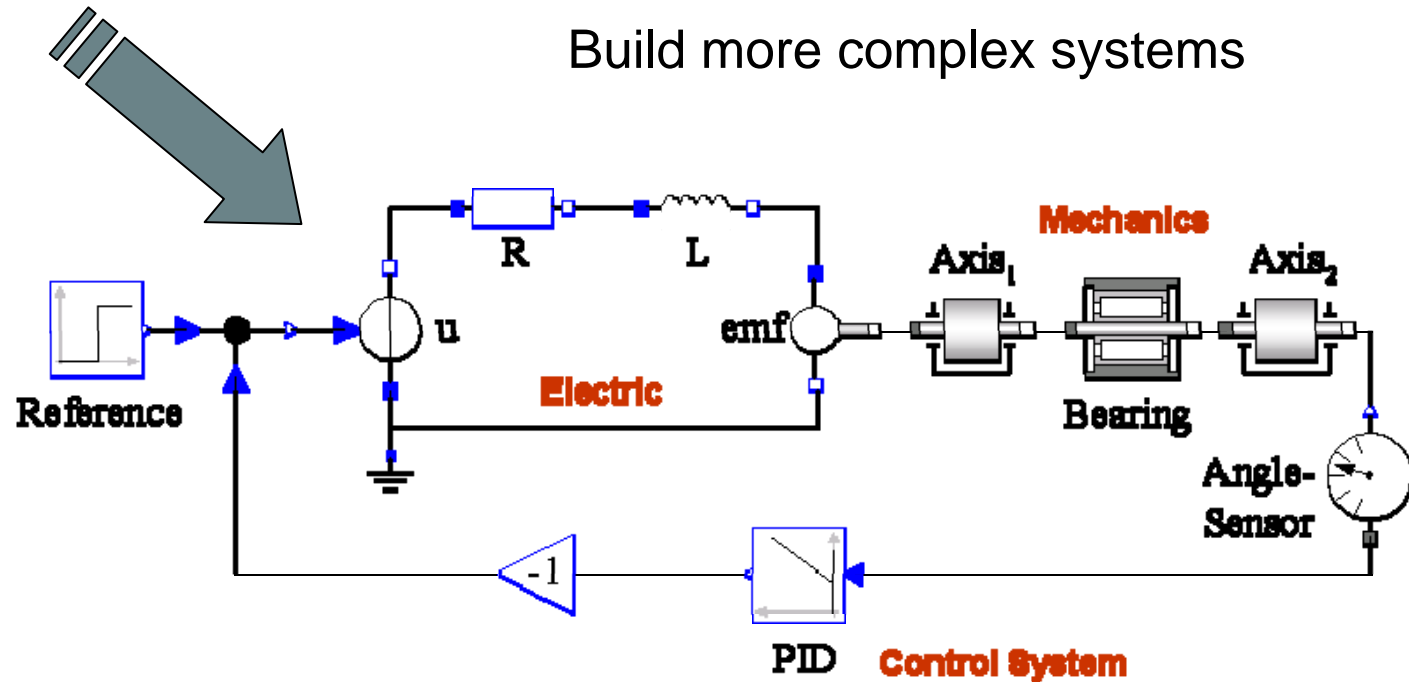 Build more complex systems
R
L
Mechanics
Axis₁
Axis₂
u
emf
Reference
Electric
Bearing
Angle-
Sensor
-1
PID
Control System